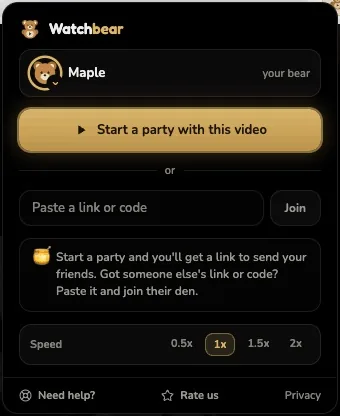 Watchbear
Maple
your bear
Start a party with this video
or
Paste a link or code
Join
Start a party and you'll get a link to send your
friends. Got someone else's link or code?
Paste it and join their den.
Speed
0.5x
1x
1.5x
2x
Need help?
Rate us
Privacy